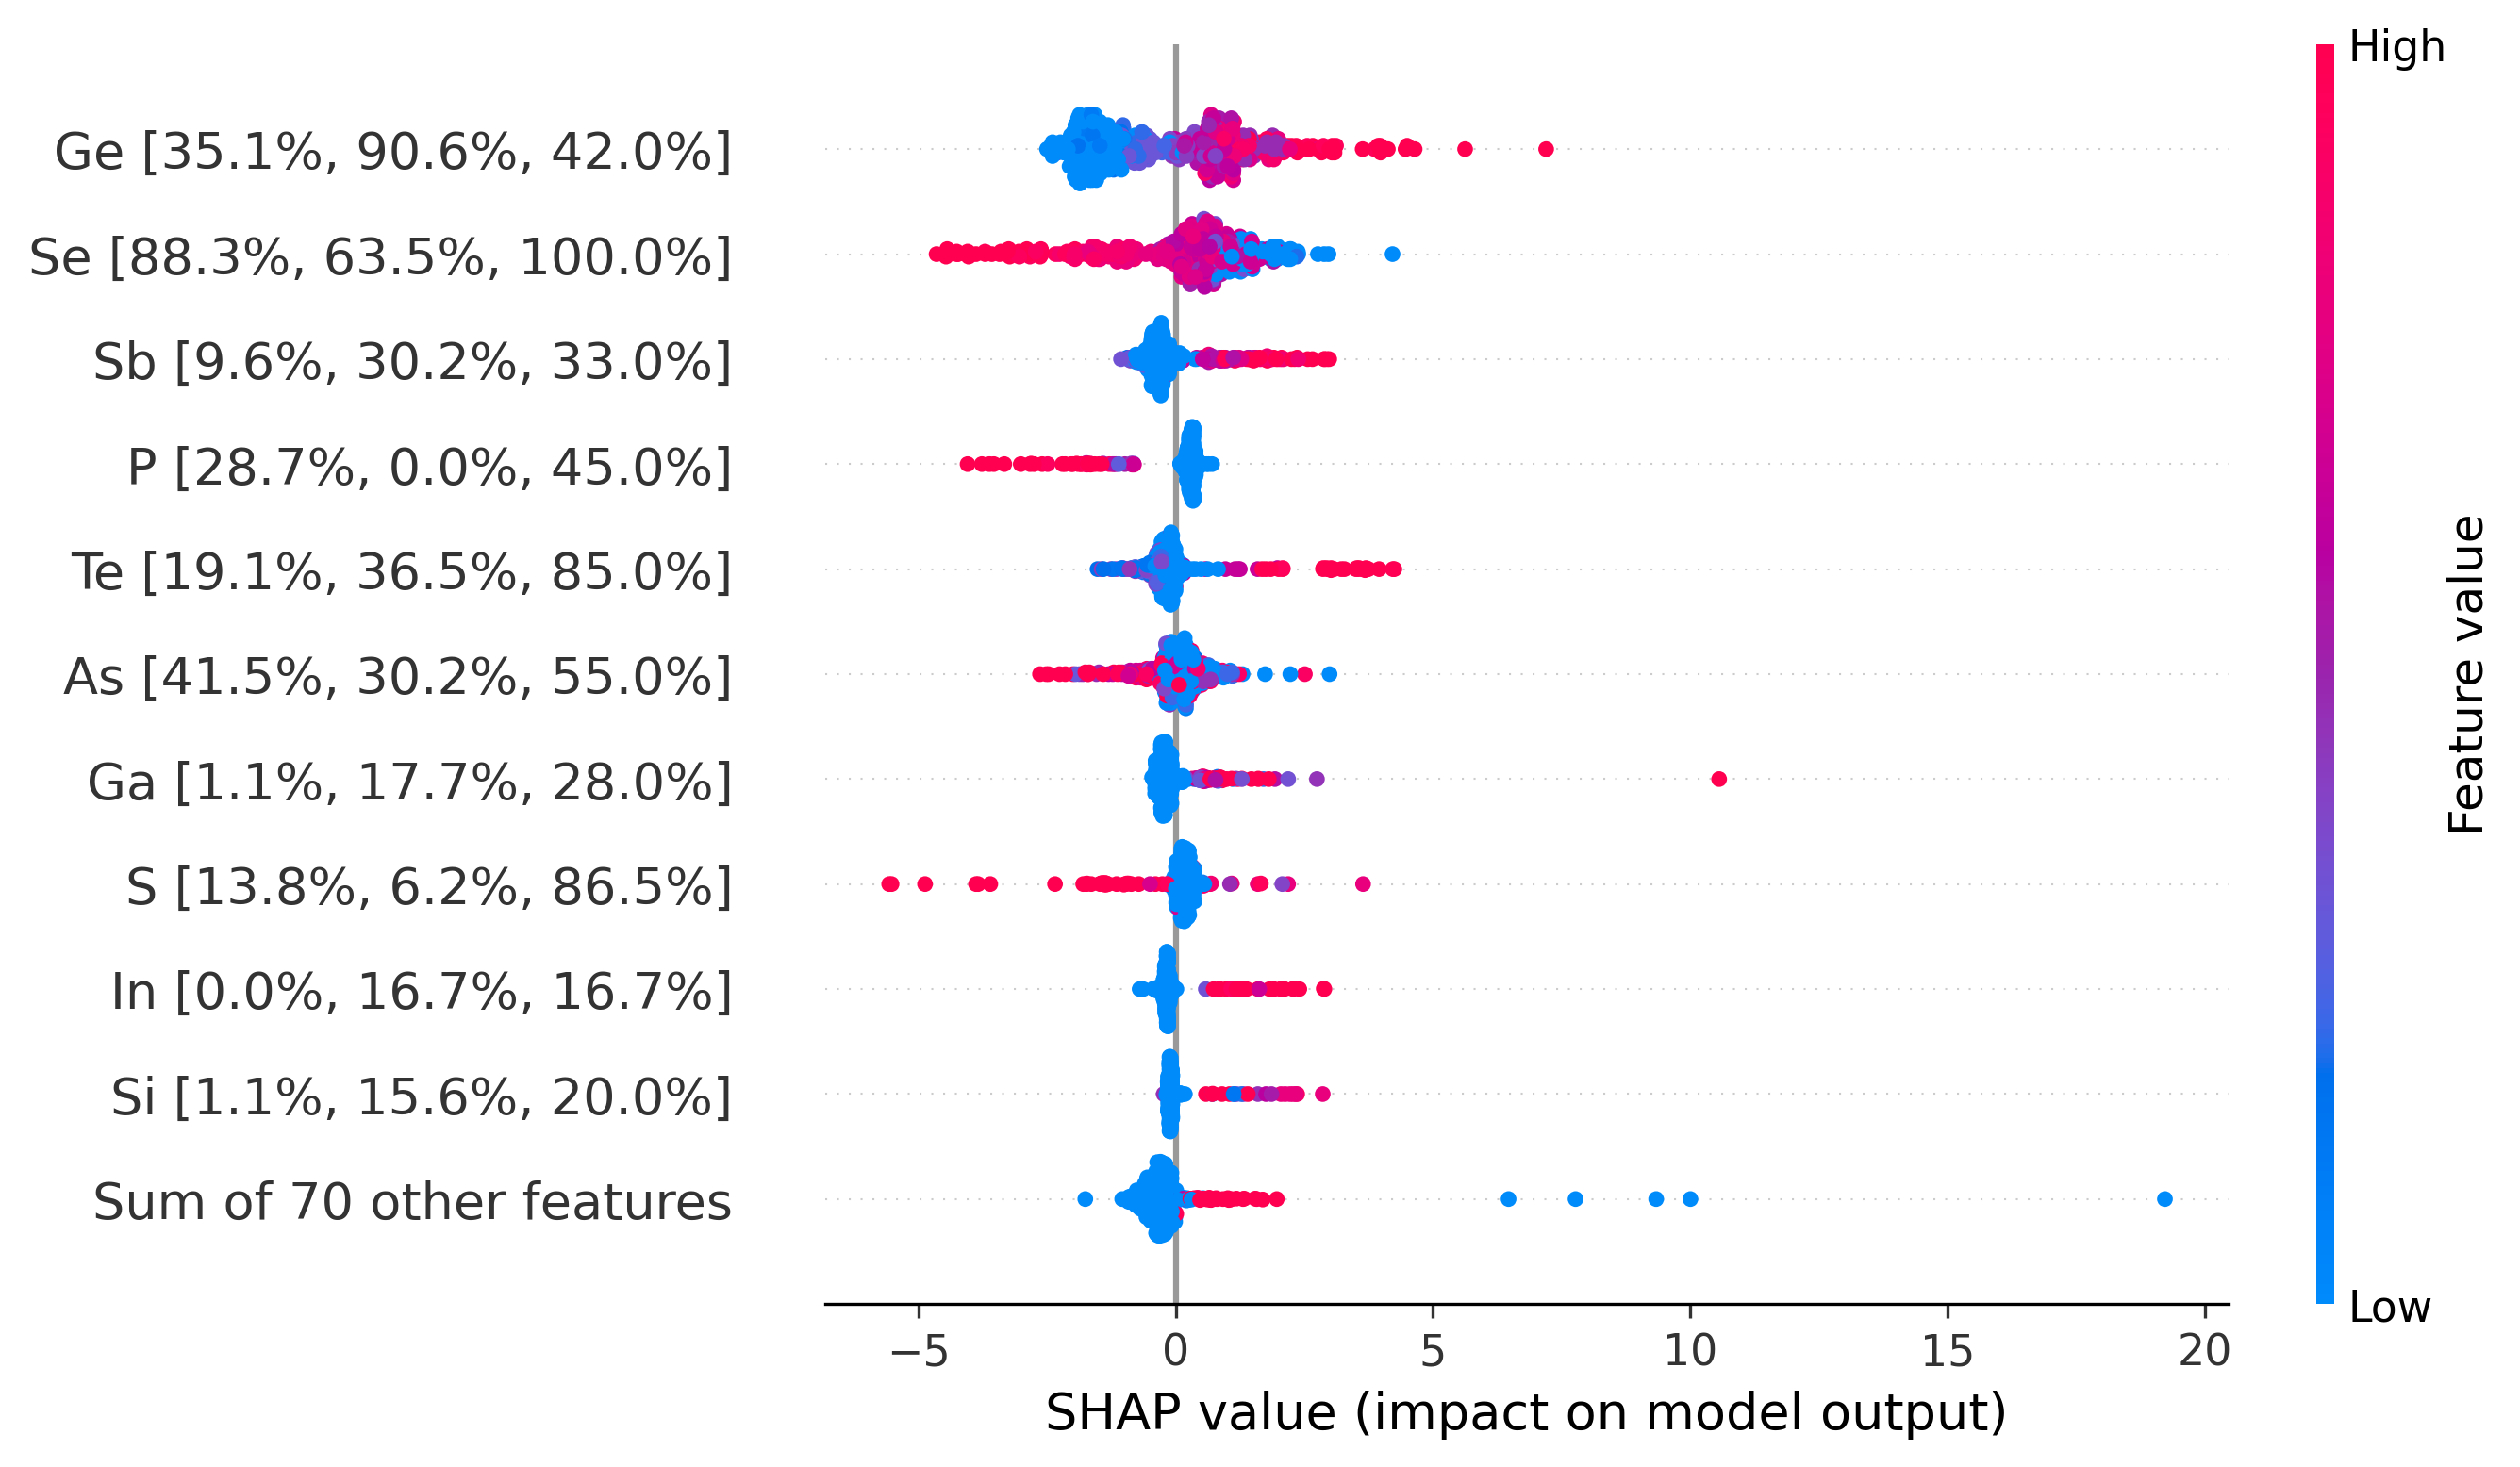 High
Ge [35.1%, 90.6%, 42.0%]
Se [88.3%, 63.5%, 100.0%]
Sb [9.6%, 30.2%, 33.0%]
P [28.7%, 0.0%, 45.0%]
Te [19.1%, 36.5%, 85.0%]
As [41.5%, 30.2%, 55.0%]
Ga [1.1%, 17.7%, 28.0%]
S [13.8%, 6.2%, 86.5%]
In [0.0%, 16.7%, 16.7%]
Si [1.1%, 15.6%, 20.0%]
Sum of 70 other features
Feature value
Low
−5 0 5 10 15 20
SHAP value (impact on model output)